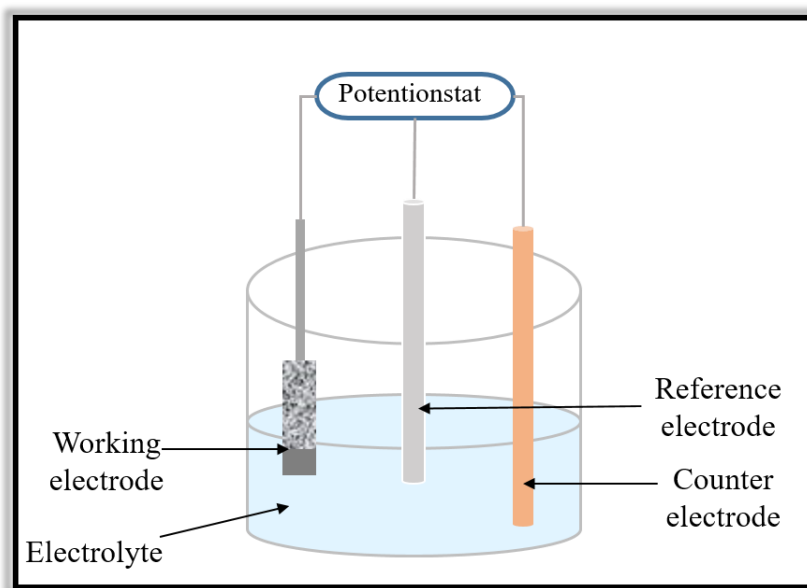 Potentionstat
Reference
electrode
Working
electrode
Counter
electrode
Electrolyte